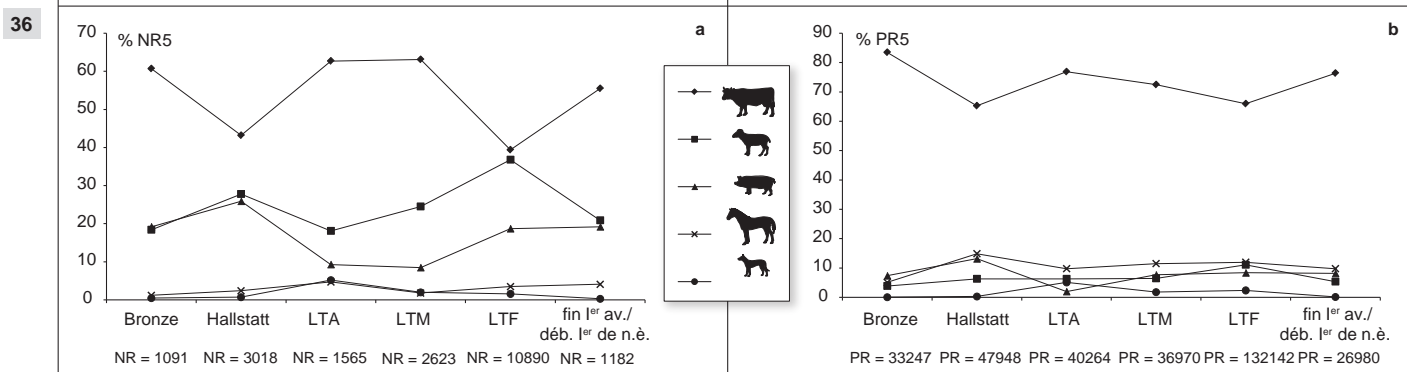 36
a
% NR5
70
60
50
40
30
20
10
0
Bronze Hallstatt LTA LTM LTF fin Ier av./
déb. Ier de n.è.
NR = 1091 NR = 3018 NR = 1565 NR = 2623 NR = 10890 NR = 1182
b
% PR5
90
80
70
60
50
40
30
20
10
0
Bronze Hallstatt LTA LTM LTF fin Ier av./
déb. Ier de n.è.
PR = 33247 PR = 47948 PR = 40264 PR = 36970 PR = 132142 PR = 26980